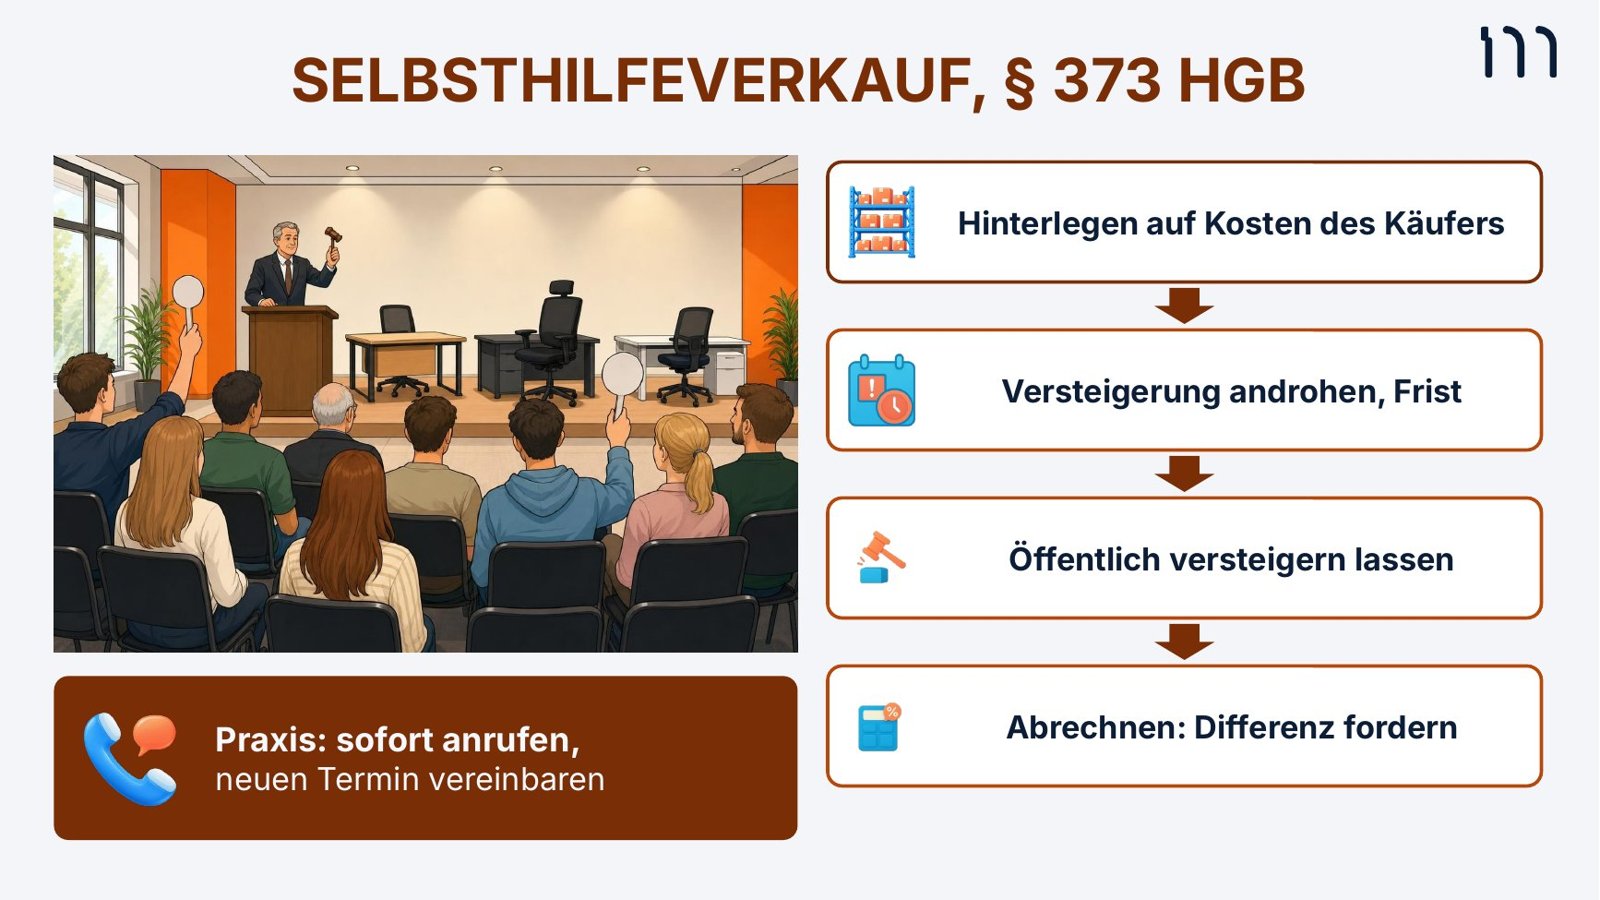 SELBSTHILFEVERKAUF, § 373 HGB
Hinterlegen auf Kosten des Käufers
Versteigerung androhen, Frist
Öffentlich versteigern lassen
Abrechnen: Differenz fordern
Praxis: sofort anrufen,
neuen Termin vereinbaren